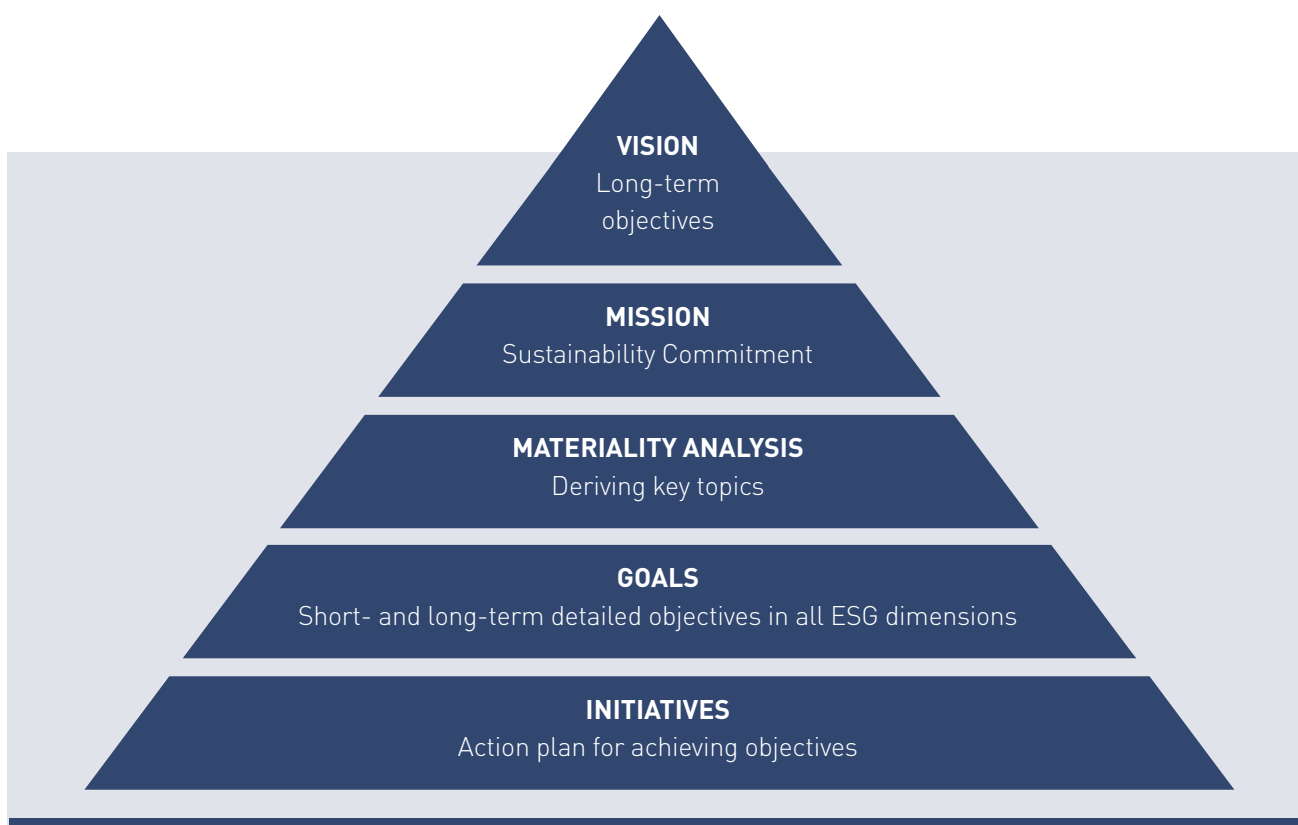 VISION
Long-term
objectives
MISSION
Sustainability Commitment
MATERIALITY ANALYSIS
Deriving key topics
GOALS
Short- and long-term detailed objectives in all ESG dimensions
INITIATIVES
Action plan for achieving objectives